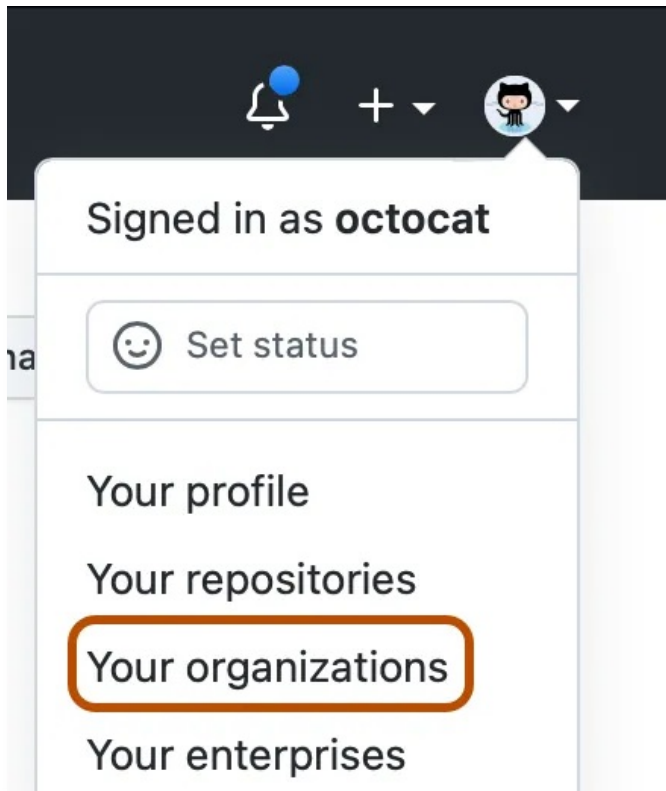 Signed in as octocat
Set status
Your profile
Your repositories
Your organizations
Your enterprises